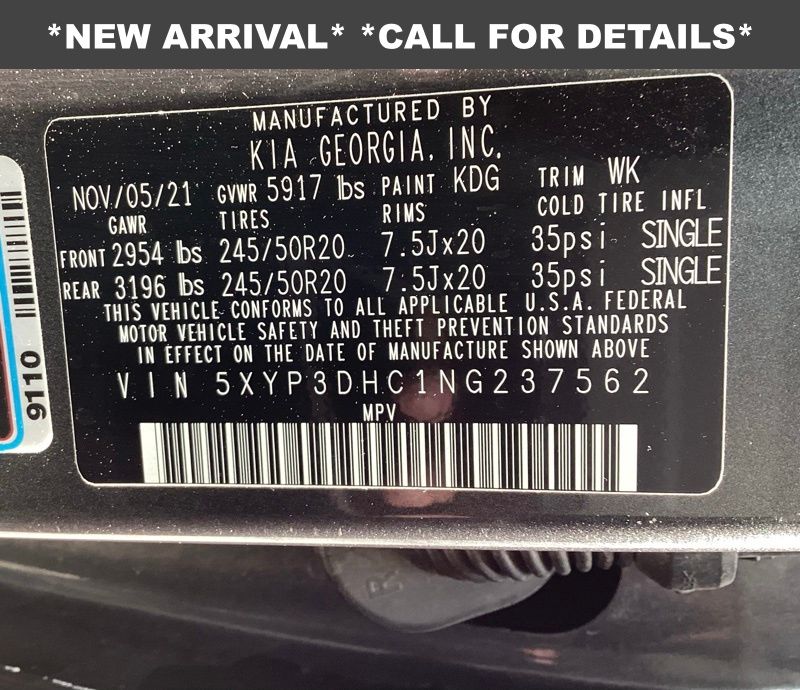 *NEW ARRIVAL* *CALL FOR DETAILS*
MANUFACTURED BY
KIA GEORGIA, INC.
NOV/05/21 GVWR 5917 lbs PAINT KDG TRIM WK
GAWR TIRES RIMS COLD TIRE INFL
FRONT 2954 lbs 245/50R20 7.5Jx20 35psi SINGLE
REAR 3196 lbs 245/50R20 7.5Jx20 35psi SINGLE
THIS VEHICLE CONFORMS TO ALL APPLICABLE U.S.A. FEDERAL
MOTOR VEHICLE SAFETY AND THEFT PREVENTION STANDARDS
IN EFFECT ON THE DATE OF MANUFACTURE SHOWN ABOVE
VIN 5XYP3DHC1NG237562
MPV
9110